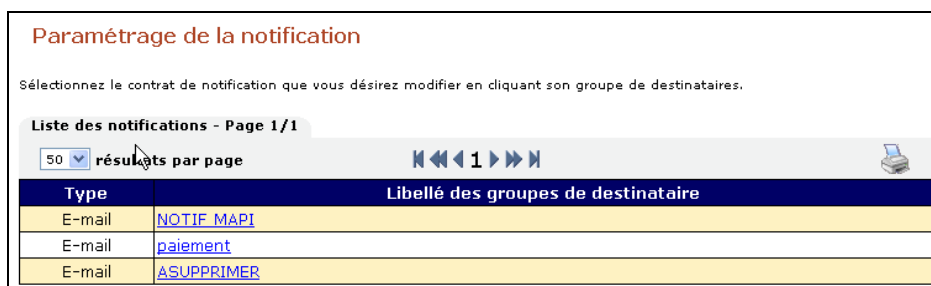 Paramétrage de la notification
Sélectionnez le contrat de notification que vous désirez modifier en cliquant son groupe de destinataires.
Liste des notifications - Page 1/1
50 résultats par page 1
Type Libellé des groupes de destinataire
E-mail NOTIF MAPI
E-mail paiement
E-mail ASUPPRIMER